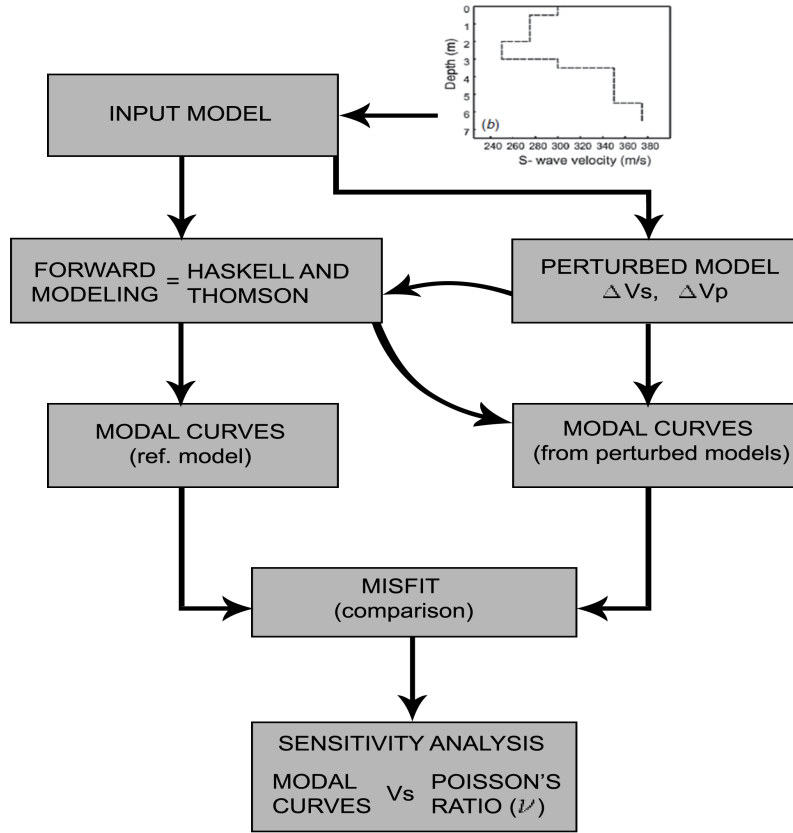 0
1
2
3
4
5
6
7
Depth (m)
(b)
240 260 280 300 320 340 360 380
S- wave velocity (m/s)
INPUT MODEL
FORWARD MODELING = HASKELL AND THOMSON
PERTURBED MODEL
Δ Vs, Δ Vp
MODAL CURVES
(ref. model)
MODAL CURVES
(from perturbed models)
MISFIT
(comparison)
SENSITIVITY ANALYSIS
MODAL CURVES Vs POISSON'S RATIO (ν)